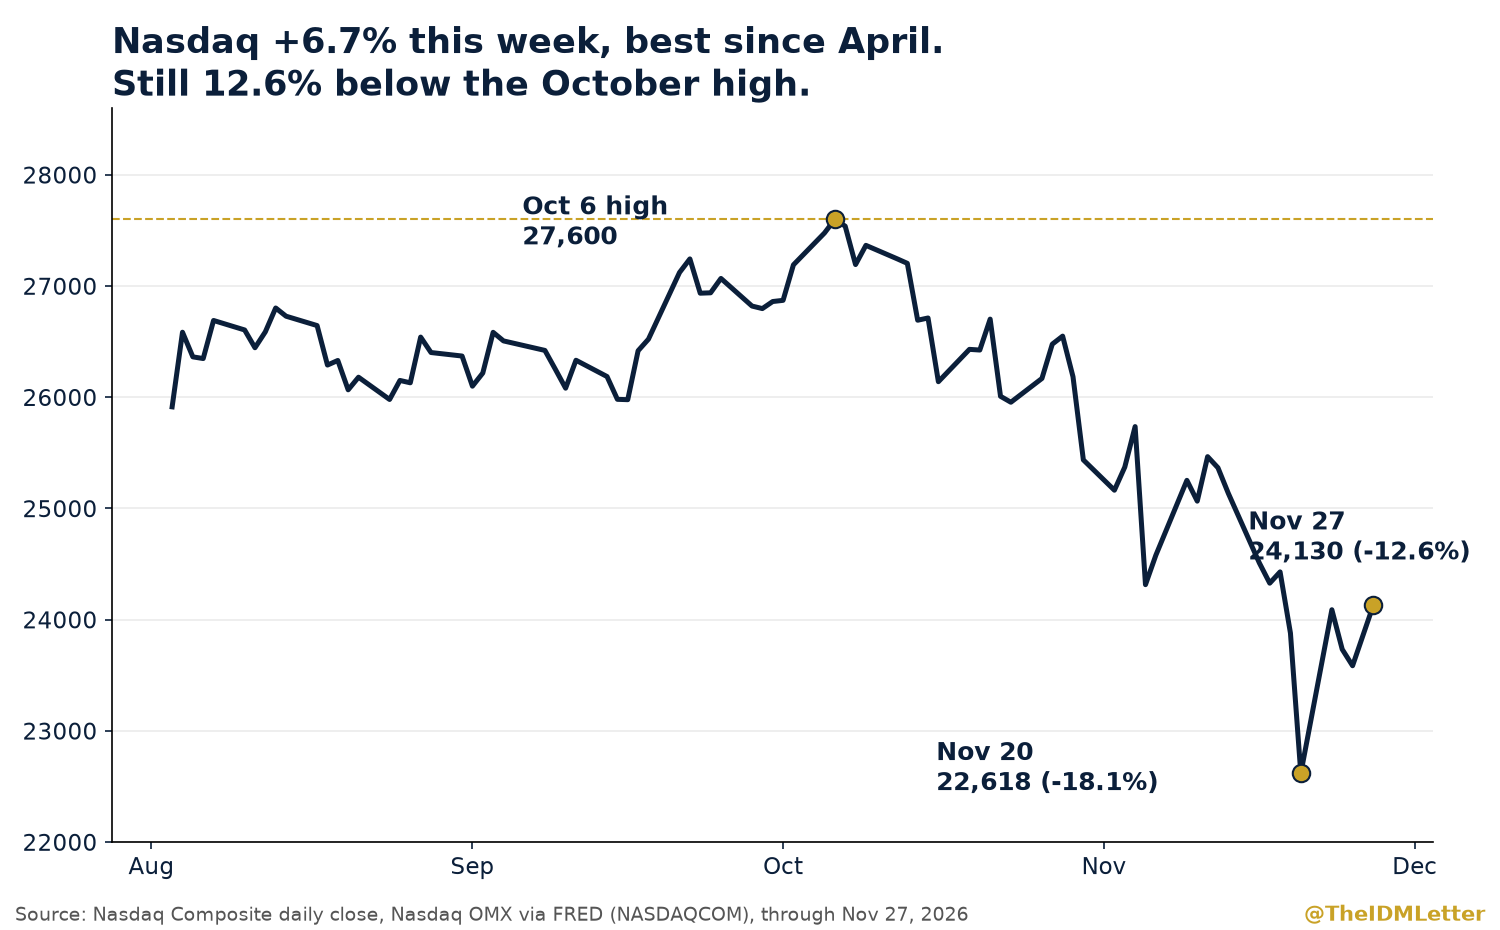 Nasdaq +6.7% this week, best since April.
Still 12.6% below the October high.
28000
27000
26000
25000
24000
23000
22000
Oct 6 high
27,600
Nov 27
24,130 (-12.6%)
Nov 20
22,618 (-18.1%)
Aug
Sep
Oct
Nov
Dec
Source: Nasdaq Composite daily close, Nasdaq OMX via FRED (NASDAQCOM), through Nov 27, 2026
@TheIDMLetter